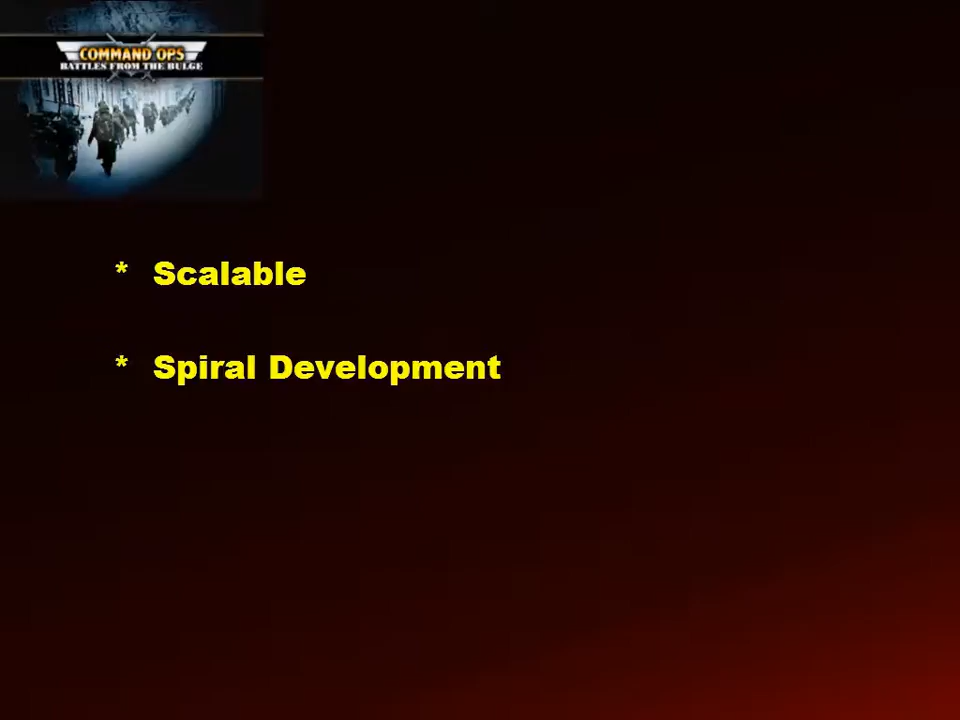 COMMAND OPS
BATTLES FROM THE BULGE
* Scalable
* Spiral Development